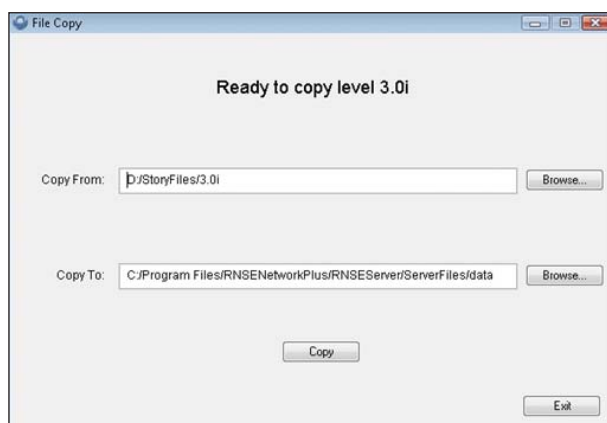 File Copy
Ready to copy level 3.0i
Copy From: D:/StoryFiles/3.0i Browse...
Copy To: C:/Program Files/RNSENetworkPlus/RNSEServer/ServerFiles/data Browse...
Copy
Exit